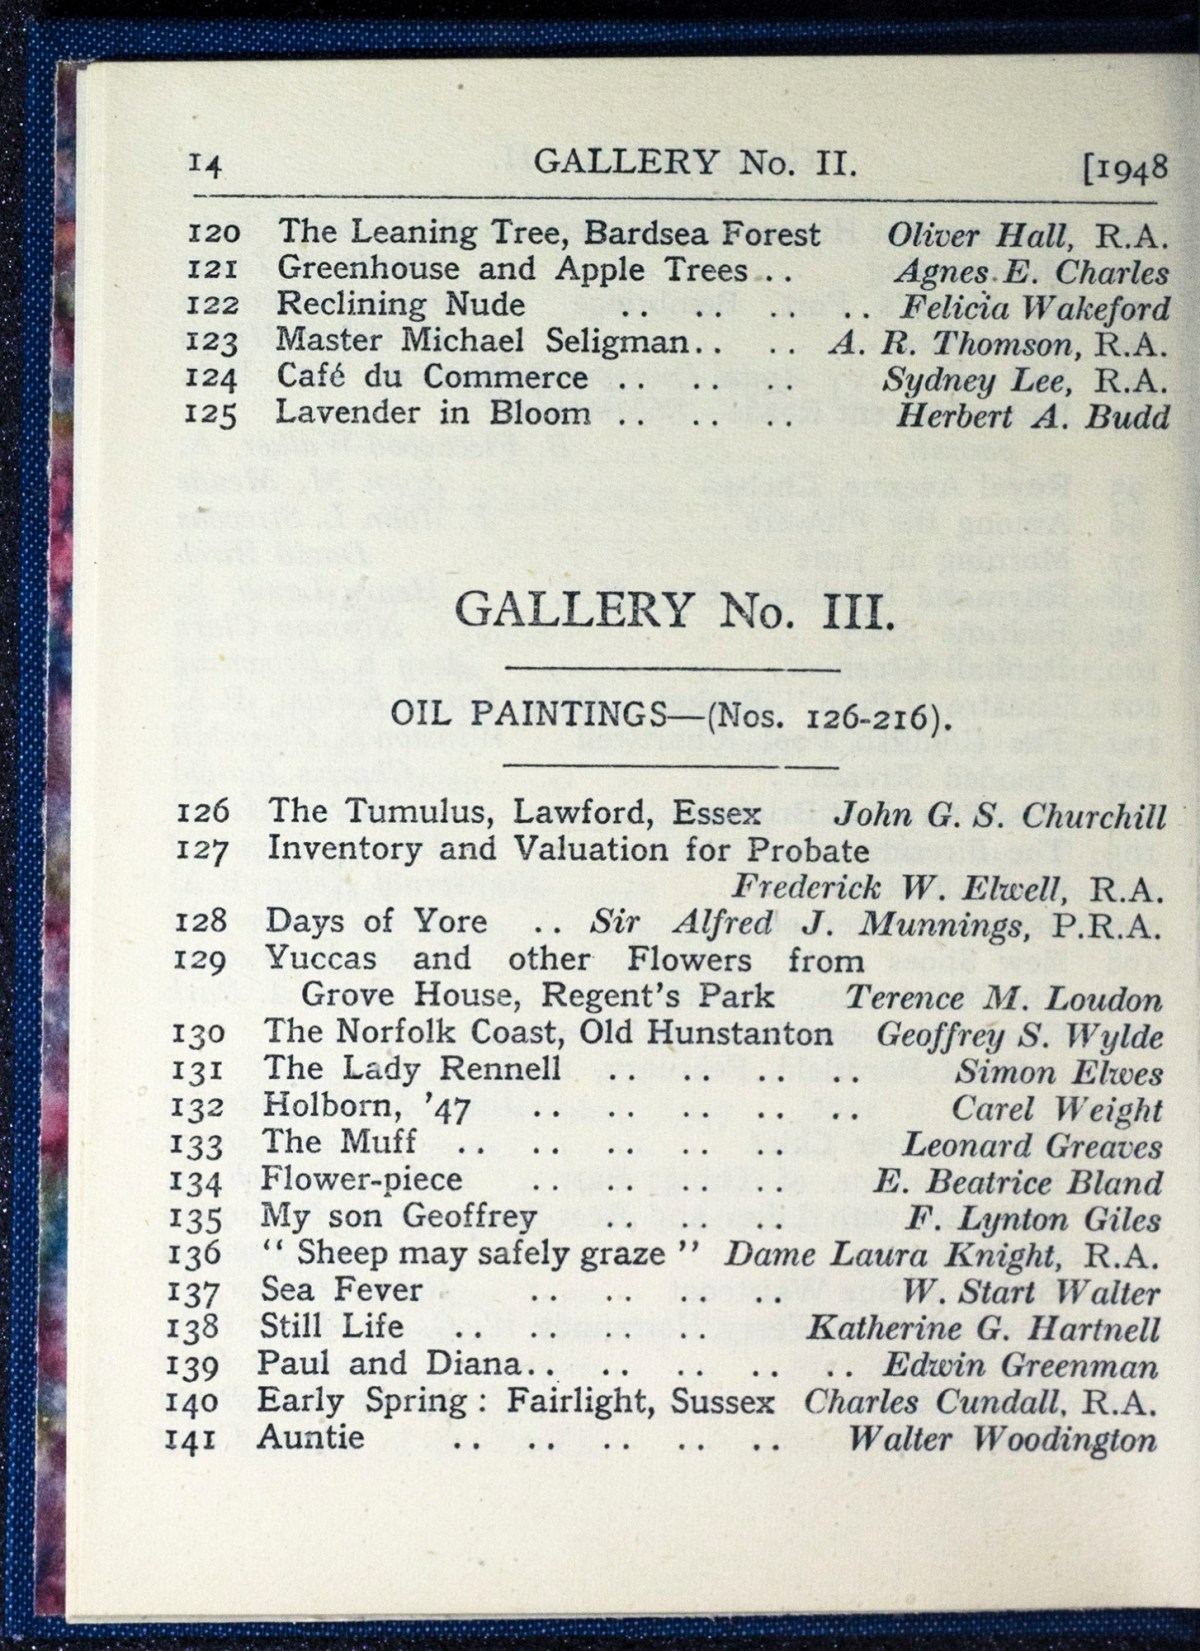 14 GALLERY No. II. [1948
120 The Leaning Tree, Bardsea Forest Oliver Hall, R.A.
121 Greenhouse and Apple Trees .. Agnes E. Charles
122 Reclining Nude .. .. .. .. Felicia Wakeford
123 Master Michael Seligman.. .. A. R. Thomson, R.A.
124 Café du Commerce .. .. .. Sydney Lee, R.A.
125 Lavender in Bloom .. .. .. Herbert A. Budd
GALLERY No. III.
OIL PAINTINGS—(Nos. 126-216).
126 The Tumulus, Lawford, Essex John G. S. Churchill
127 Inventory and Valuation for Probate
Frederick W. Elwell, R.A.
128 Days of Yore .. Sir Alfred J. Munnings, P.R.A.
129 Yuccas and other Flowers from
Grove House, Regent's Park Terence M. Loudon
130 The Norfolk Coast, Old Hunstanton Geoffrey S. Wylde
131 The Lady Rennell .. .. .. .. Simon Elwes
132 Holborn, '47 .. .. .. .. .. Carel Weight
133 The Muff .. .. .. .. .. Leonard Greaves
134 Flower-piece .. .. .. .. E. Beatrice Bland
135 My son Geoffrey .. .. .. F. Lynton Giles
136 “ Sheep may safely graze ” Dame Laura Knight, R.A.
137 Sea Fever .. .. .. .. W. Start Walter
138 Still Life .. .. .. .. Katherine G. Hartnell
139 Paul and Diana.. .. .. .. .. Edwin Greenman
140 Early Spring : Fairlight, Sussex Charles Cundall, R.A.
141 Auntie .. .. .. .. .. Walter Woodington